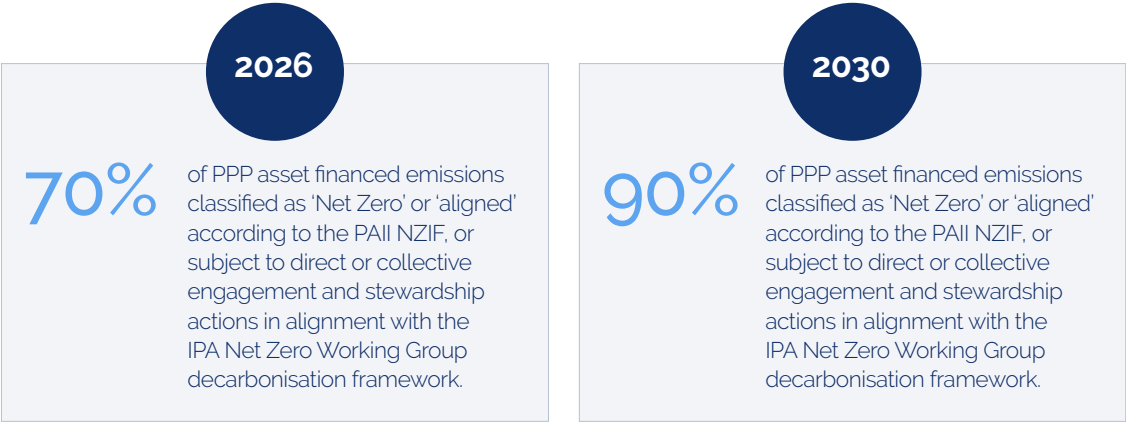 2026
70%
of PPP asset financed emissions
classified as ‘Net Zero’ or ‘aligned’
according to the PAII NZIF, or
subject to direct or collective
engagement and stewardship
actions in alignment with the
IPA Net Zero Working Group
decarbonisation framework.
2030
90%
of PPP asset financed emissions
classified as ‘Net Zero’ or ‘aligned’
according to the PAII NZIF, or
subject to direct or collective
engagement and stewardship
actions in alignment with the
IPA Net Zero Working Group
decarbonisation framework.